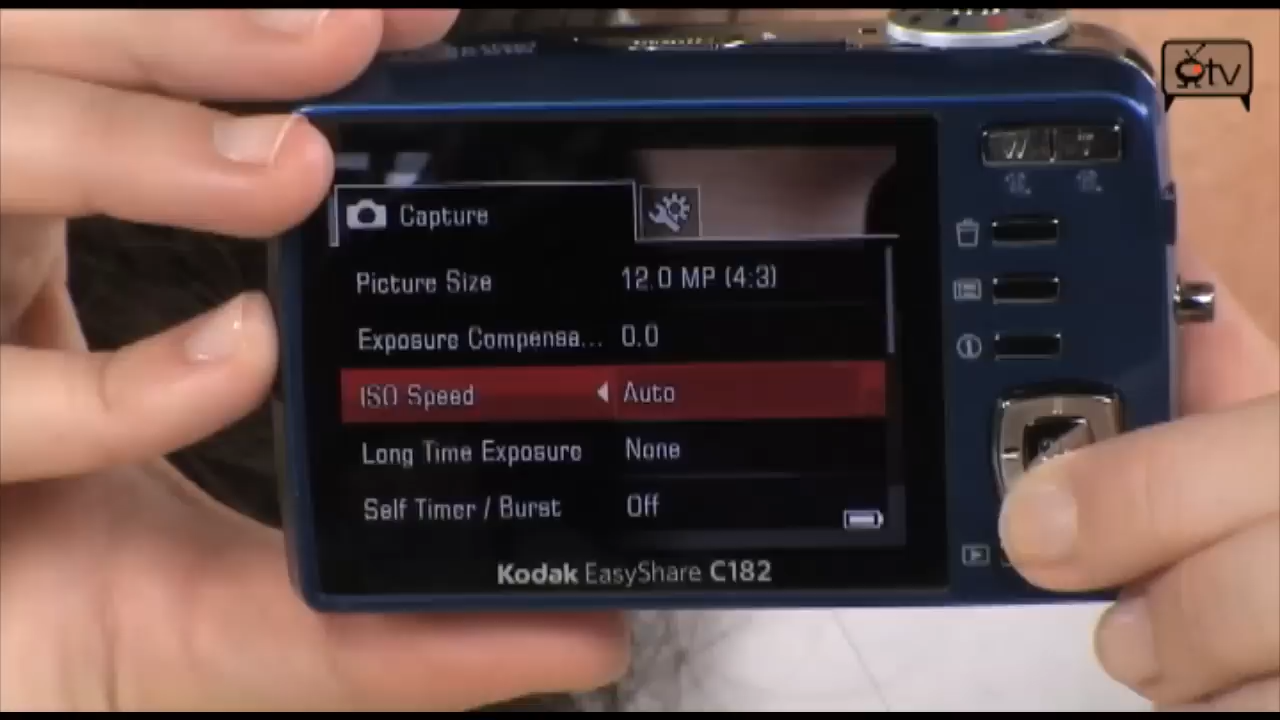 tv
W T
Capture
Picture Size 12.0 MP (4:3)
Exposure Compensa... 0.0
ISO Speed Auto
Long Time Exposure None
Self Timer / Burst Off
Kodak EasyShare C182